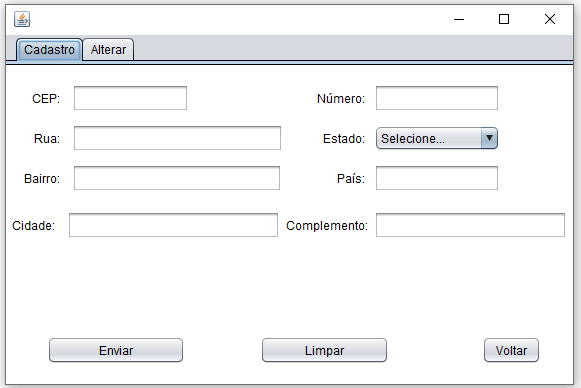 Cadastro Alterar
CEP: Número:
Rua: Estado: Selecione...
Bairro: País:
Cidade: Complemento:
Enviar Limpar Voltar